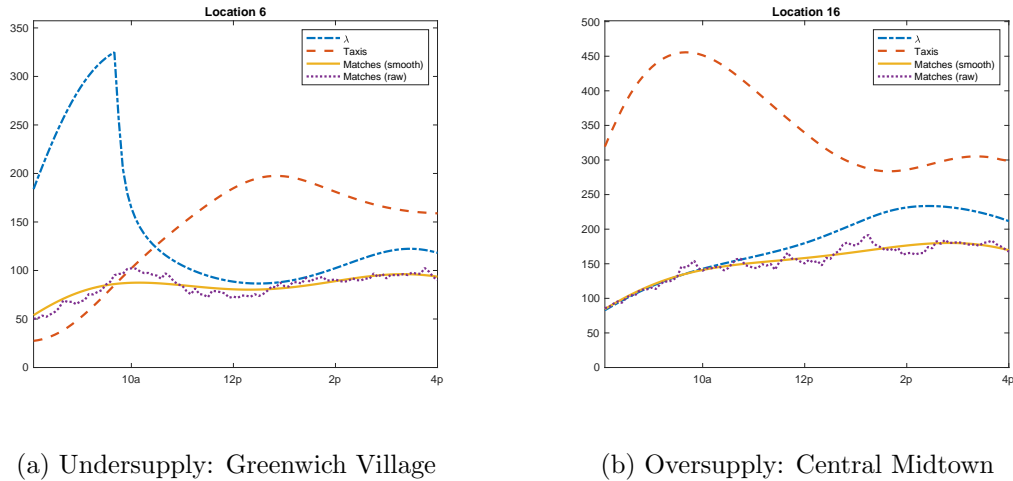 Location 6
350
300
250
200
150
100
50
0
10a
12p
2p
4p
λ
Taxis
Matches (smooth)
Matches (raw)
(a) Undersupply: Greenwich Village
Location 16
500
450
400
350
300
250
200
150
100
50
0
10a
12p
2p
4p
λ
Taxis
Matches (smooth)
Matches (raw)
(b) Oversupply: Central Midtown